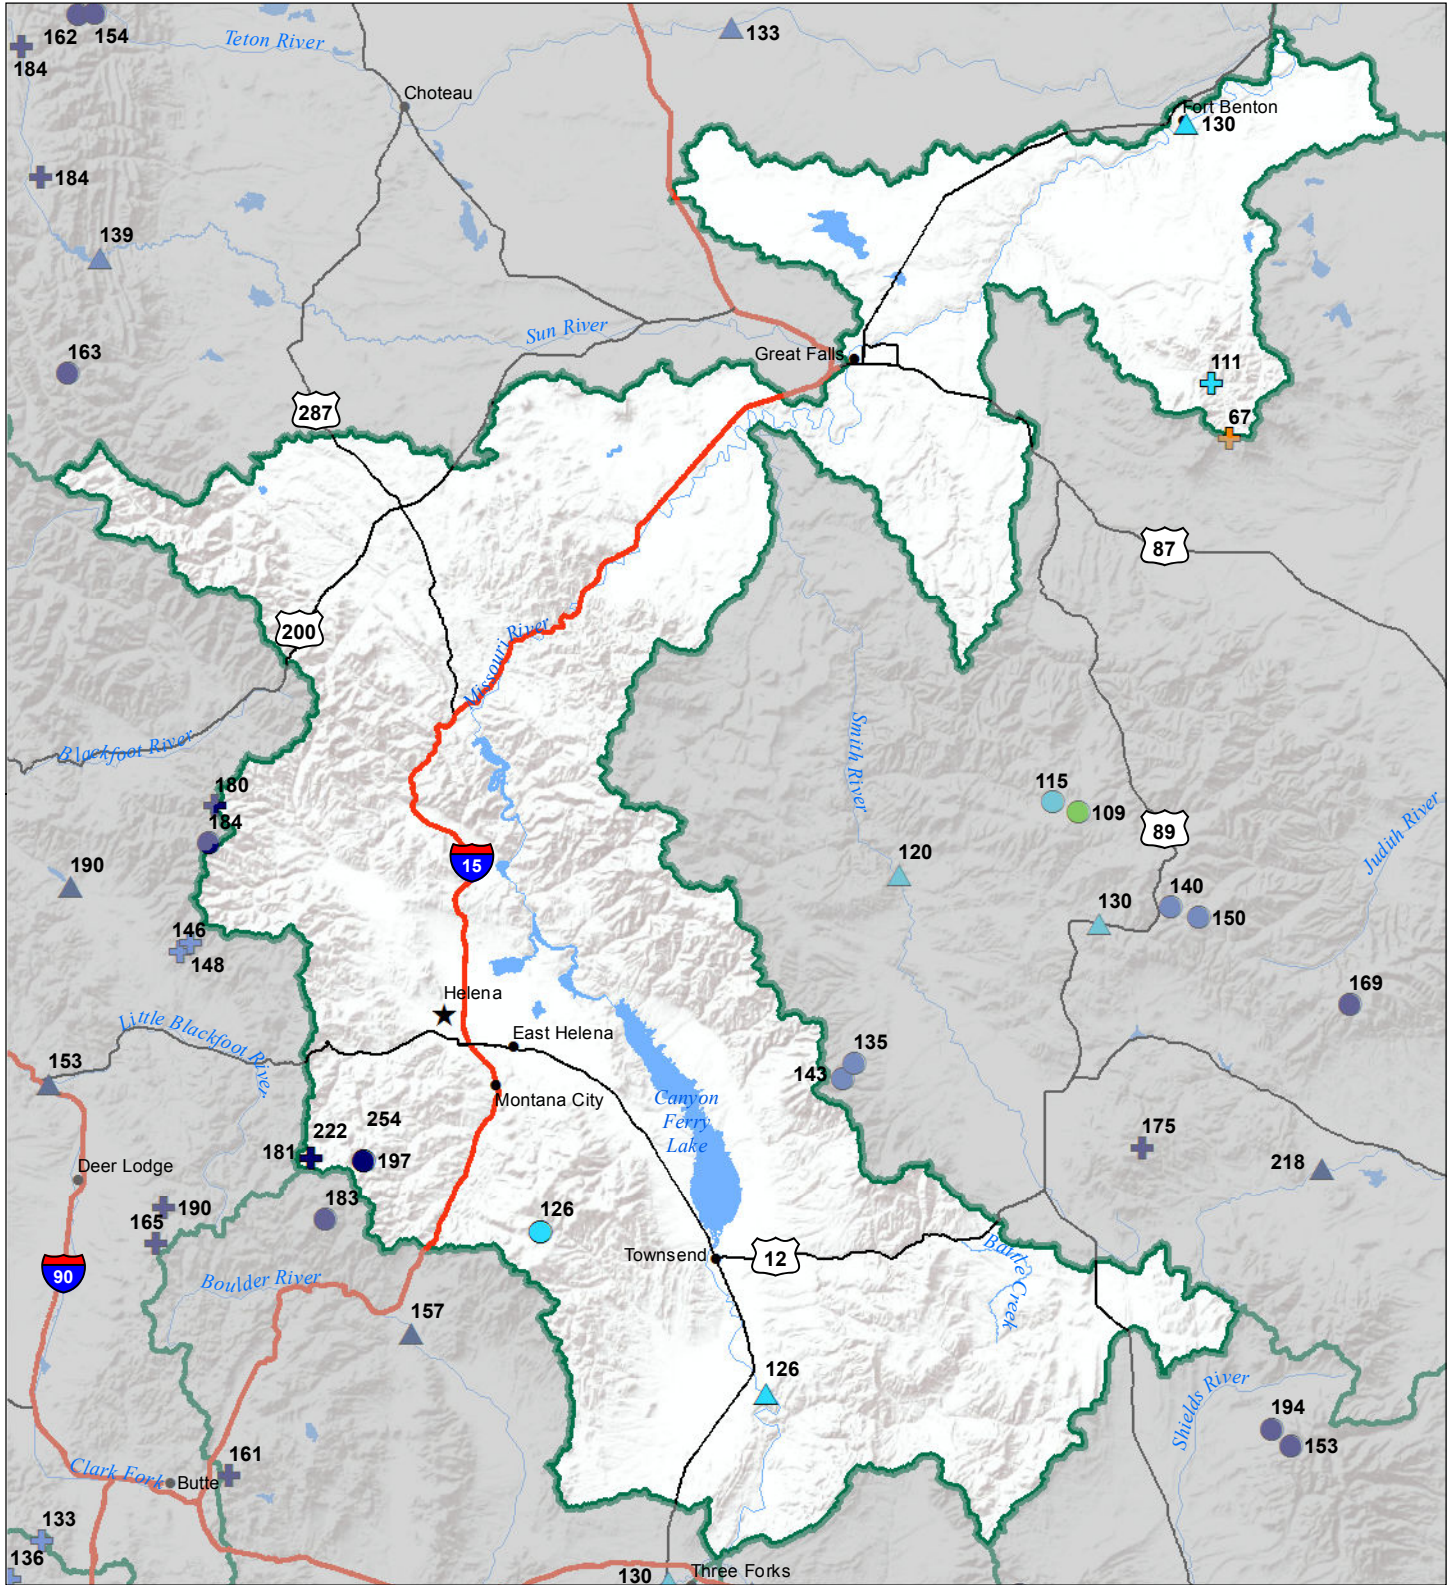 162
154
Teton River
133
184
Choteau
Fort Benton
130
184
139
Sun River
Great Falls
163
111
287
67
87
200
Missouri River
Smith River
Blackfoot River
180
115
109
184
89
Judith River
15
120
190
140
130
150
146
148
169
Helena
Little Blackfoot River
East Helena
135
153
143
Montana City
Canyon
Ferry
Lake
254
222
181
197
175
Deer Lodge
218
183
190
126
165
Townsend
12
Battle Creek
90
Boulder River
157
126
Shields River
194
153
161
Clark Fork
Butte
133
136
130
Three Forks